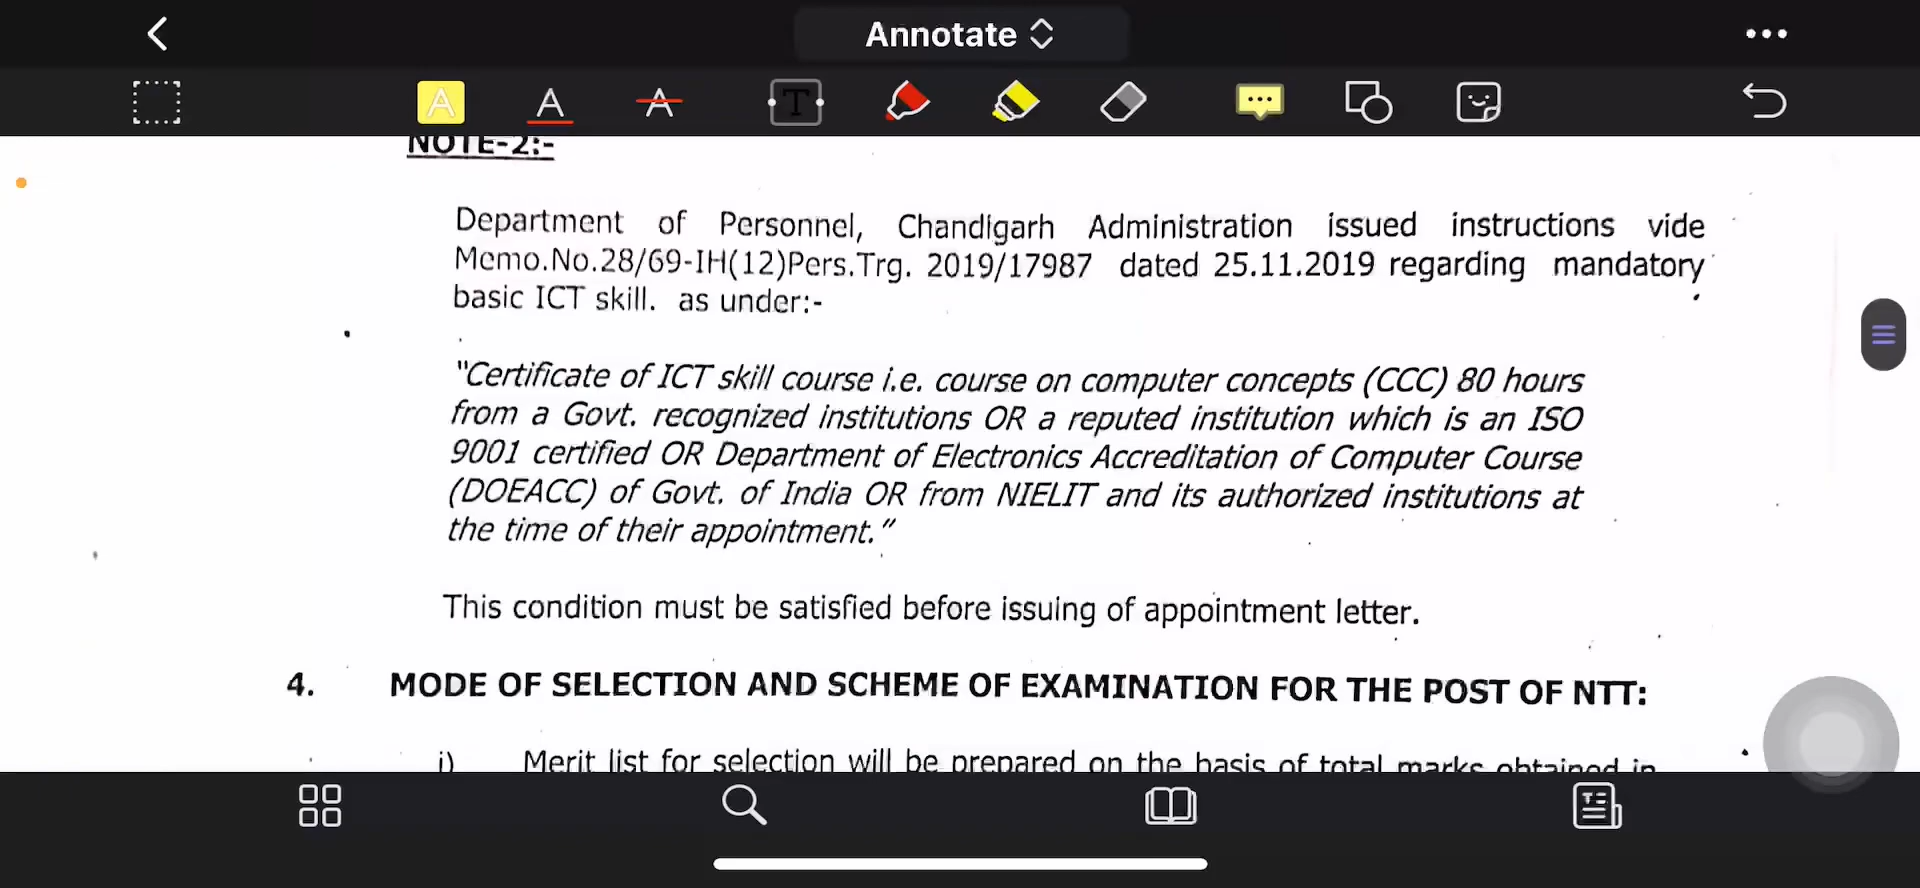 Annotate
NOTE-2:-
Department of Personnel, Chandigarh Administration issued instructions vide
Memo.No.28/69-IH(12)Pers.Trg. 2019/17987 dated 25.11.2019 regarding mandatory
basic ICT skill. as under:-
"Certificate of ICT skill course i.e. course on computer concepts (CCC) 80 hours
from a Govt. recognized institutions OR a reputed institution which is an ISO
9001 certified OR Department of Electronics Accreditation of Computer Course
(DOEACC) of Govt. of India OR from NIELIT and its authorized institutions at
the time of their appointment."
This condition must be satisfied before issuing of appointment letter.
4. MODE OF SELECTION AND SCHEME OF EXAMINATION FOR THE POST OF NTT:
i) Merit list for selection will be prepared on the basis of total marks obtained in